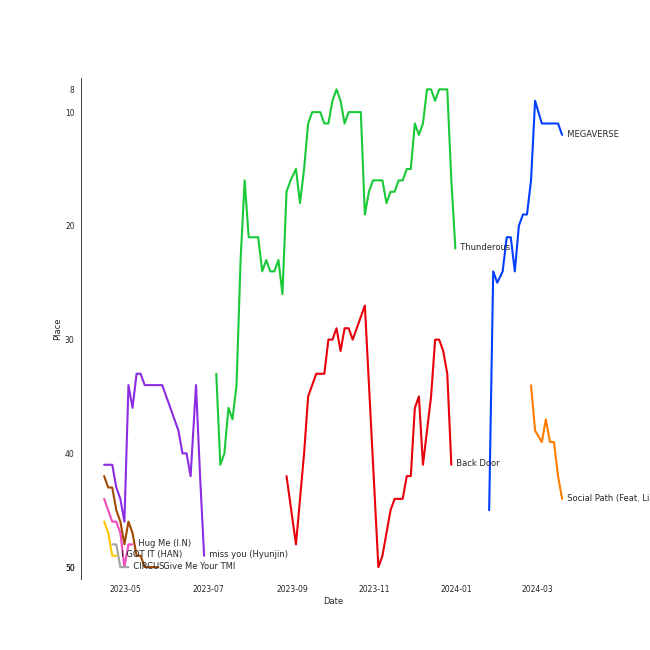 8
10
20
30
40
50
Place
MEGAVERSE
Thunderous
Back Door
Social Path (Feat. Li
Hug Me (I.N)
GOT IT (HAN)
miss you (Hyunjin)
CIRCUS
Give Me Your TMI
2023-05
2023-07
2023-09
2023-11
2024-01
2024-03
Date